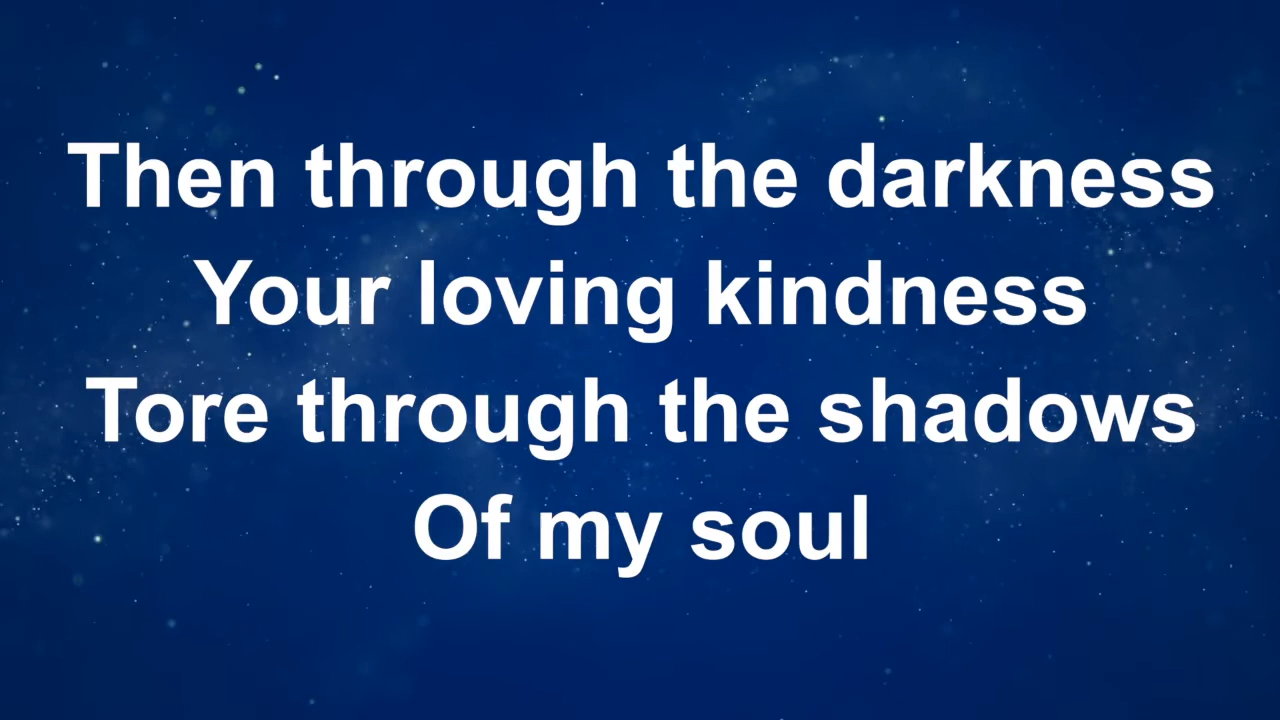 Then through the darkness
Your loving kindness
Tore through the shadows
Of my soul